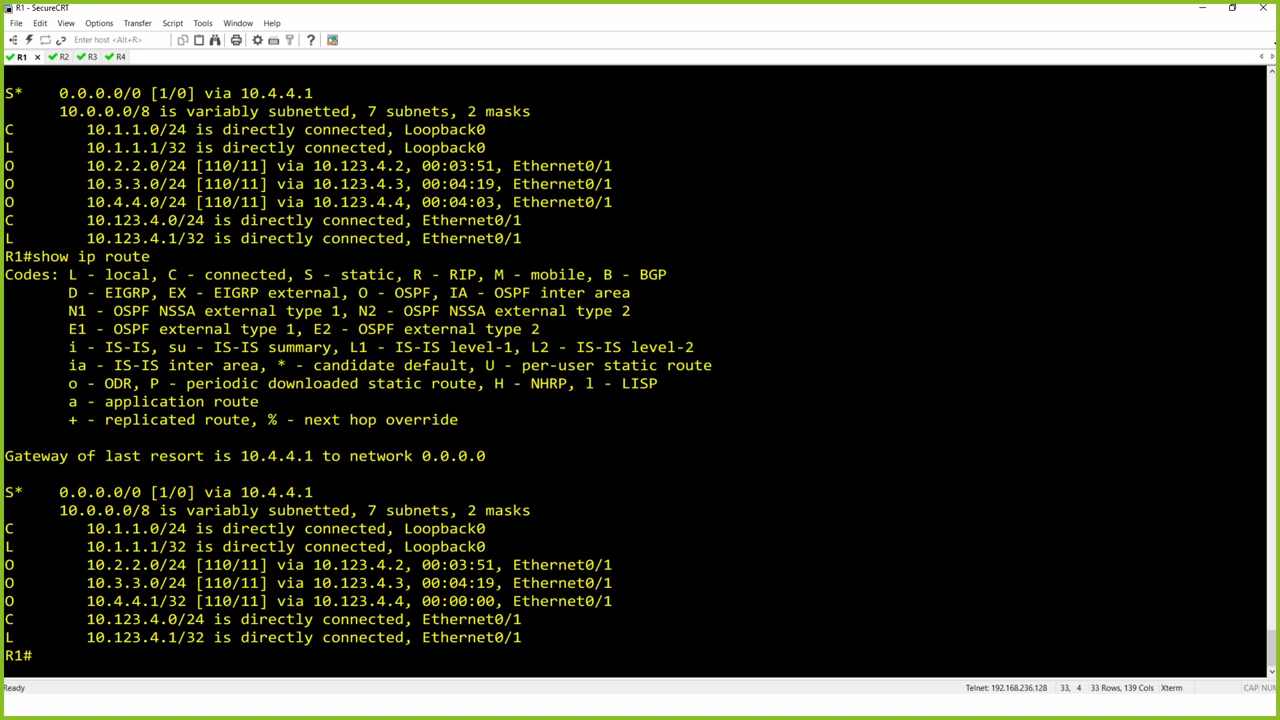 R1 - SecureCRT
File Edit View Options Transfer Script Tools Window Help
Enter host <Alt+R>
R1 R2 R3 R4
S*    0.0.0.0/0 [1/0] via 10.4.4.1
      10.0.0.0/8 is variably subnetted, 7 subnets, 2 masks
C        10.1.1.0/24 is directly connected, Loopback0
L        10.1.1.1/32 is directly connected, Loopback0
O        10.2.2.0/24 [110/11] via 10.123.4.2, 00:03:51, Ethernet0/1
O        10.3.3.0/24 [110/11] via 10.123.4.3, 00:04:19, Ethernet0/1
O        10.4.4.0/24 [110/11] via 10.123.4.4, 00:04:03, Ethernet0/1
C        10.123.4.0/24 is directly connected, Ethernet0/1
L        10.123.4.1/32 is directly connected, Ethernet0/1
R1#show ip route
Codes: L - local, C - connected, S - static, R - RIP, M - mobile, B - BGP
       D - EIGRP, EX - EIGRP external, O - OSPF, IA - OSPF inter area
       N1 - OSPF NSSA external type 1, N2 - OSPF NSSA external type 2
       E1 - OSPF external type 1, E2 - OSPF external type 2
       i - IS-IS, su - IS-IS summary, L1 - IS-IS level-1, L2 - IS-IS level-2
       ia - IS-IS inter area, * - candidate default, U - per-user static route
       o - ODR, P - periodic downloaded static route, H - NHRP, l - LISP
       a - application route
       + - replicated route, % - next hop override
Gateway of last resort is 10.4.4.1 to network 0.0.0.0
S*    0.0.0.0/0 [1/0] via 10.4.4.1
      10.0.0.0/8 is variably subnetted, 7 subnets, 2 masks
C        10.1.1.0/24 is directly connected, Loopback0
L        10.1.1.1/32 is directly connected, Loopback0
O        10.2.2.0/24 [110/11] via 10.123.4.2, 00:03:51, Ethernet0/1
O        10.3.3.0/24 [110/11] via 10.123.4.3, 00:04:19, Ethernet0/1
O        10.4.4.1/32 [110/11] via 10.123.4.4, 00:00:00, Ethernet0/1
C        10.123.4.0/24 is directly connected, Ethernet0/1
L        10.123.4.1/32 is directly connected, Ethernet0/1
R1#
Ready Telnet: 192.168.236.128 33, 4 33 Rows, 139 Cols Xterm CAP NUM